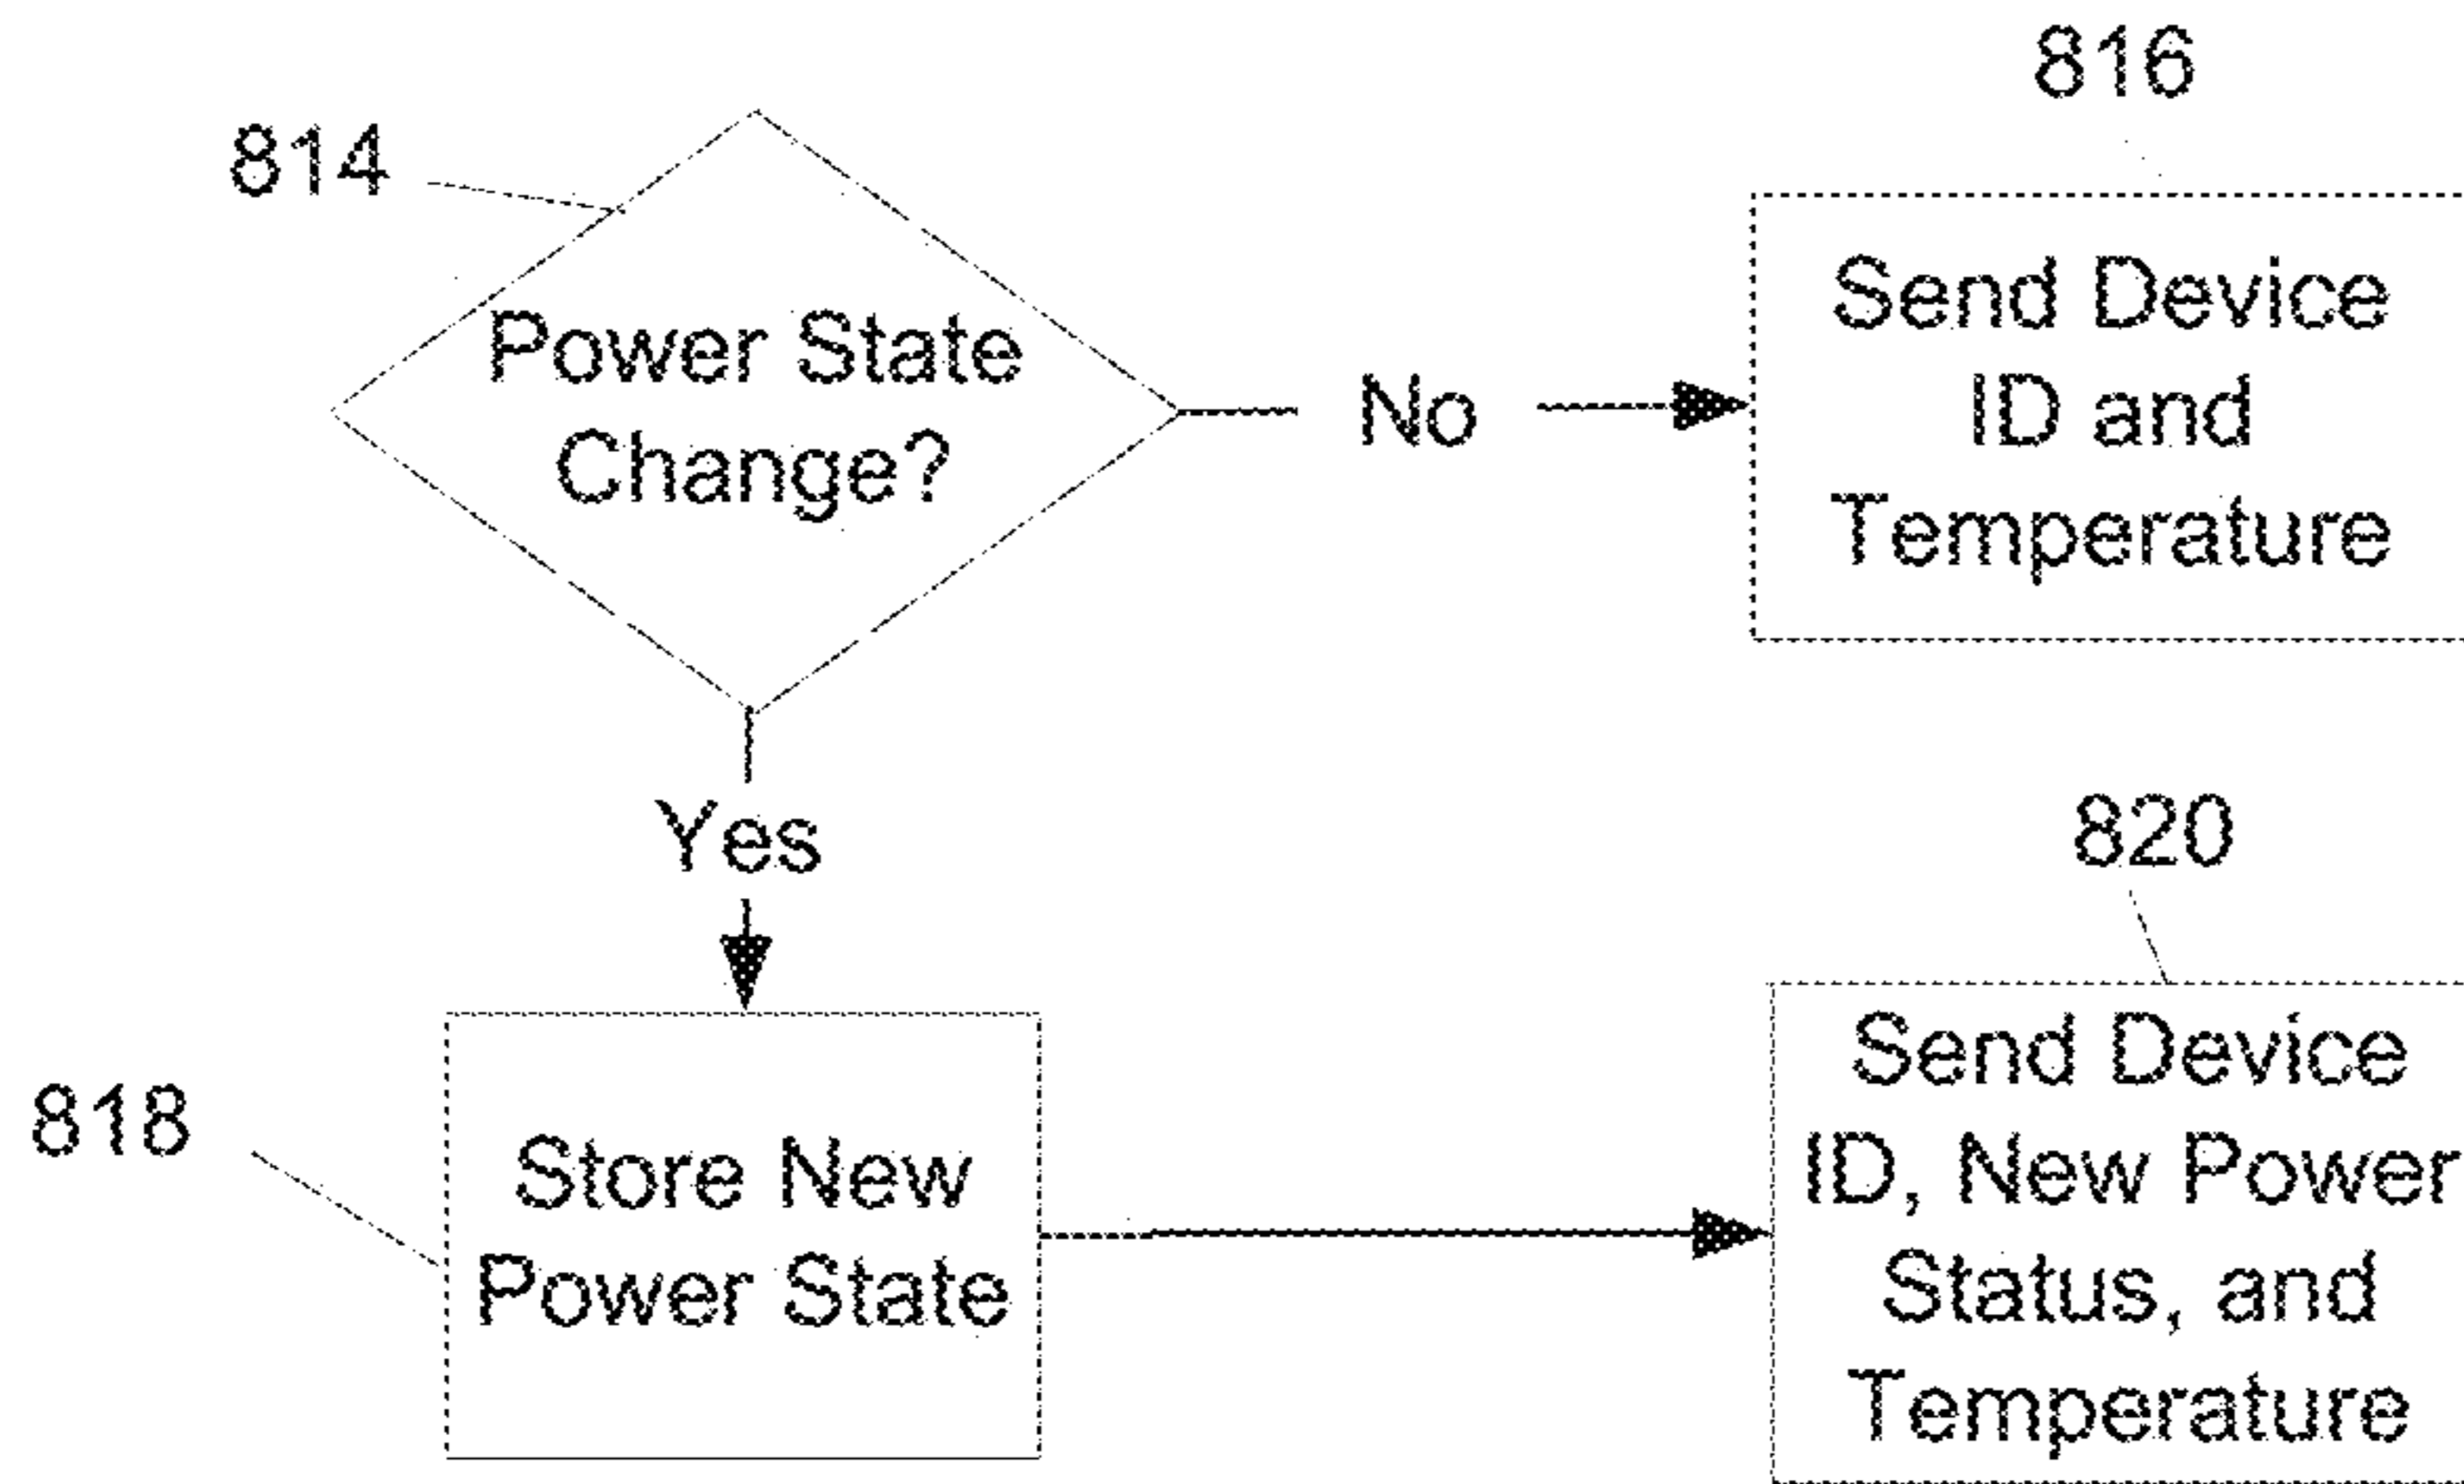 814
Power State
Change?
No
816
Send Device
ID and
Temperature
Yes
818
Store New
Power State
820
Send Device
ID, New Power
Status, and
Temperature